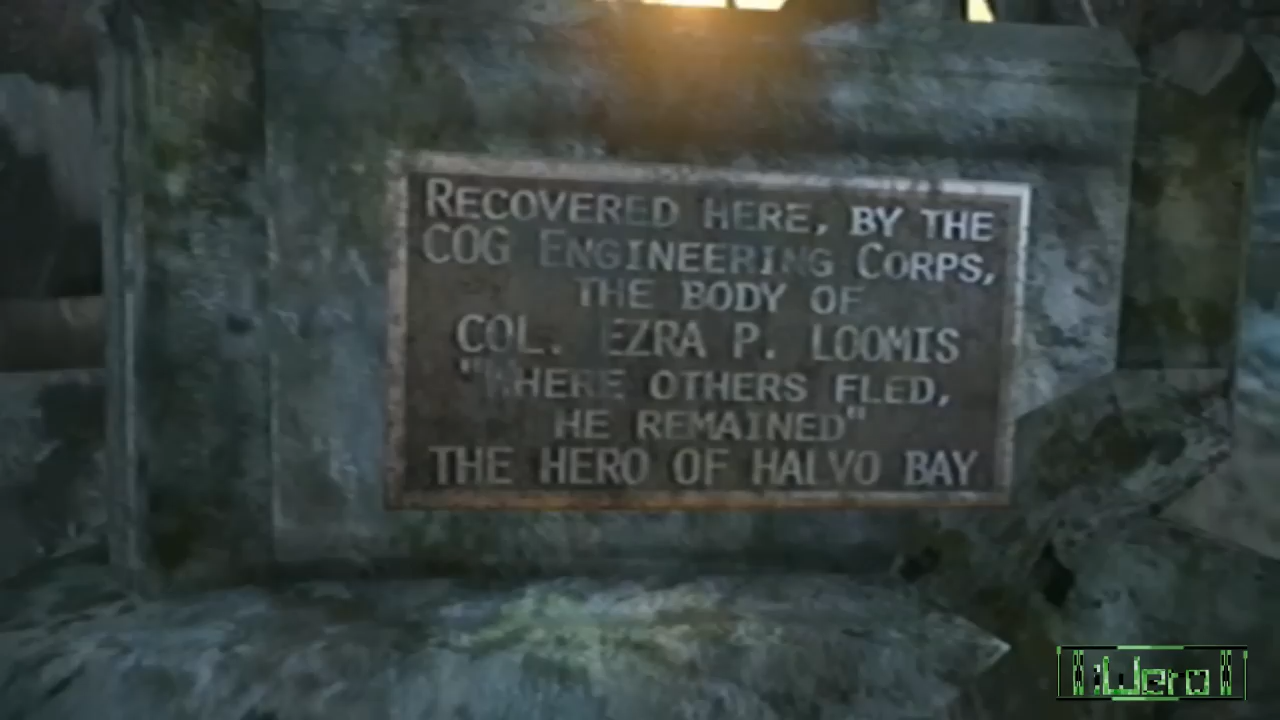 RECOVERED HERE, BY THE
COG ENGINEERING CORPS,
THE BODY OF
COL. EZRA P. LOOMIS
"WHERE OTHERS FLED,
HE REMAINED"
THE HERO OF HALVO BAY
iWero